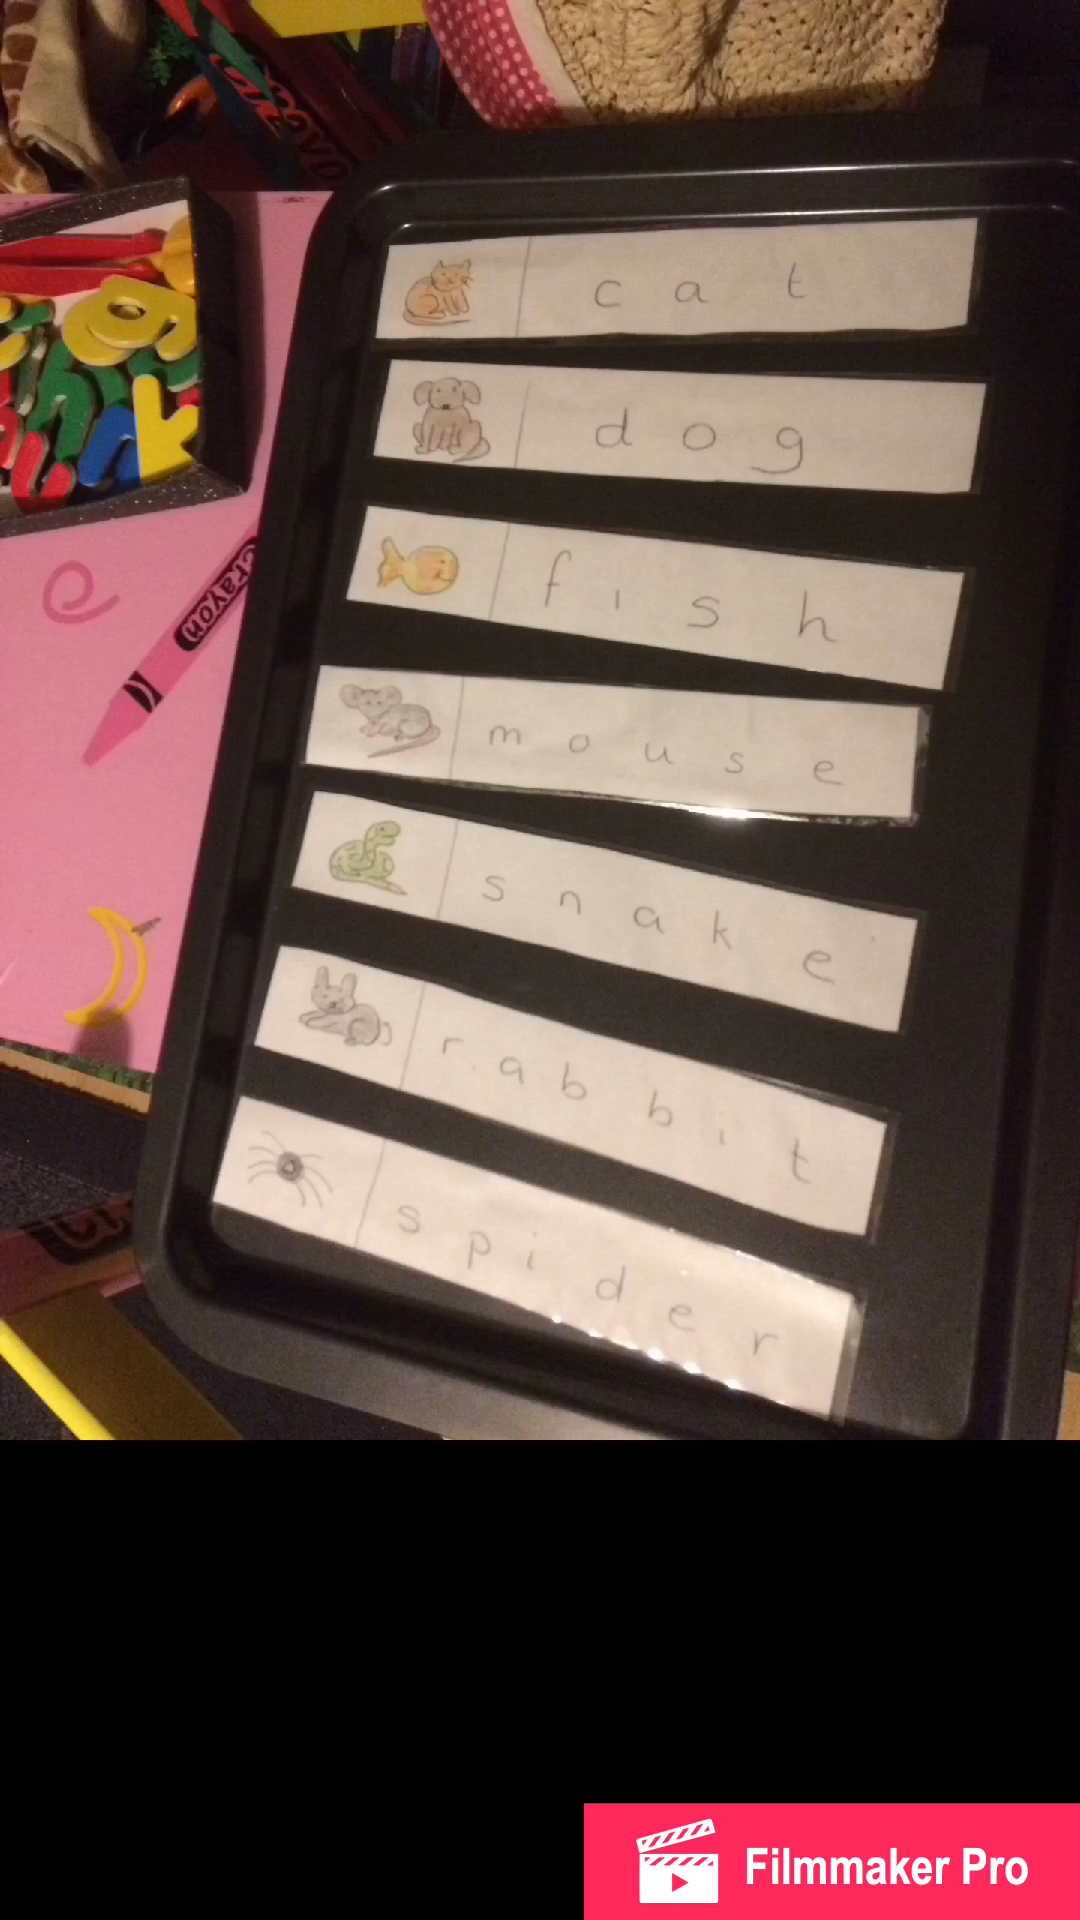 c a t
d o g
f i s h
m o u s e
s n a k e
r a b b i t
s p i d e r
crayon
Filmmaker Pro